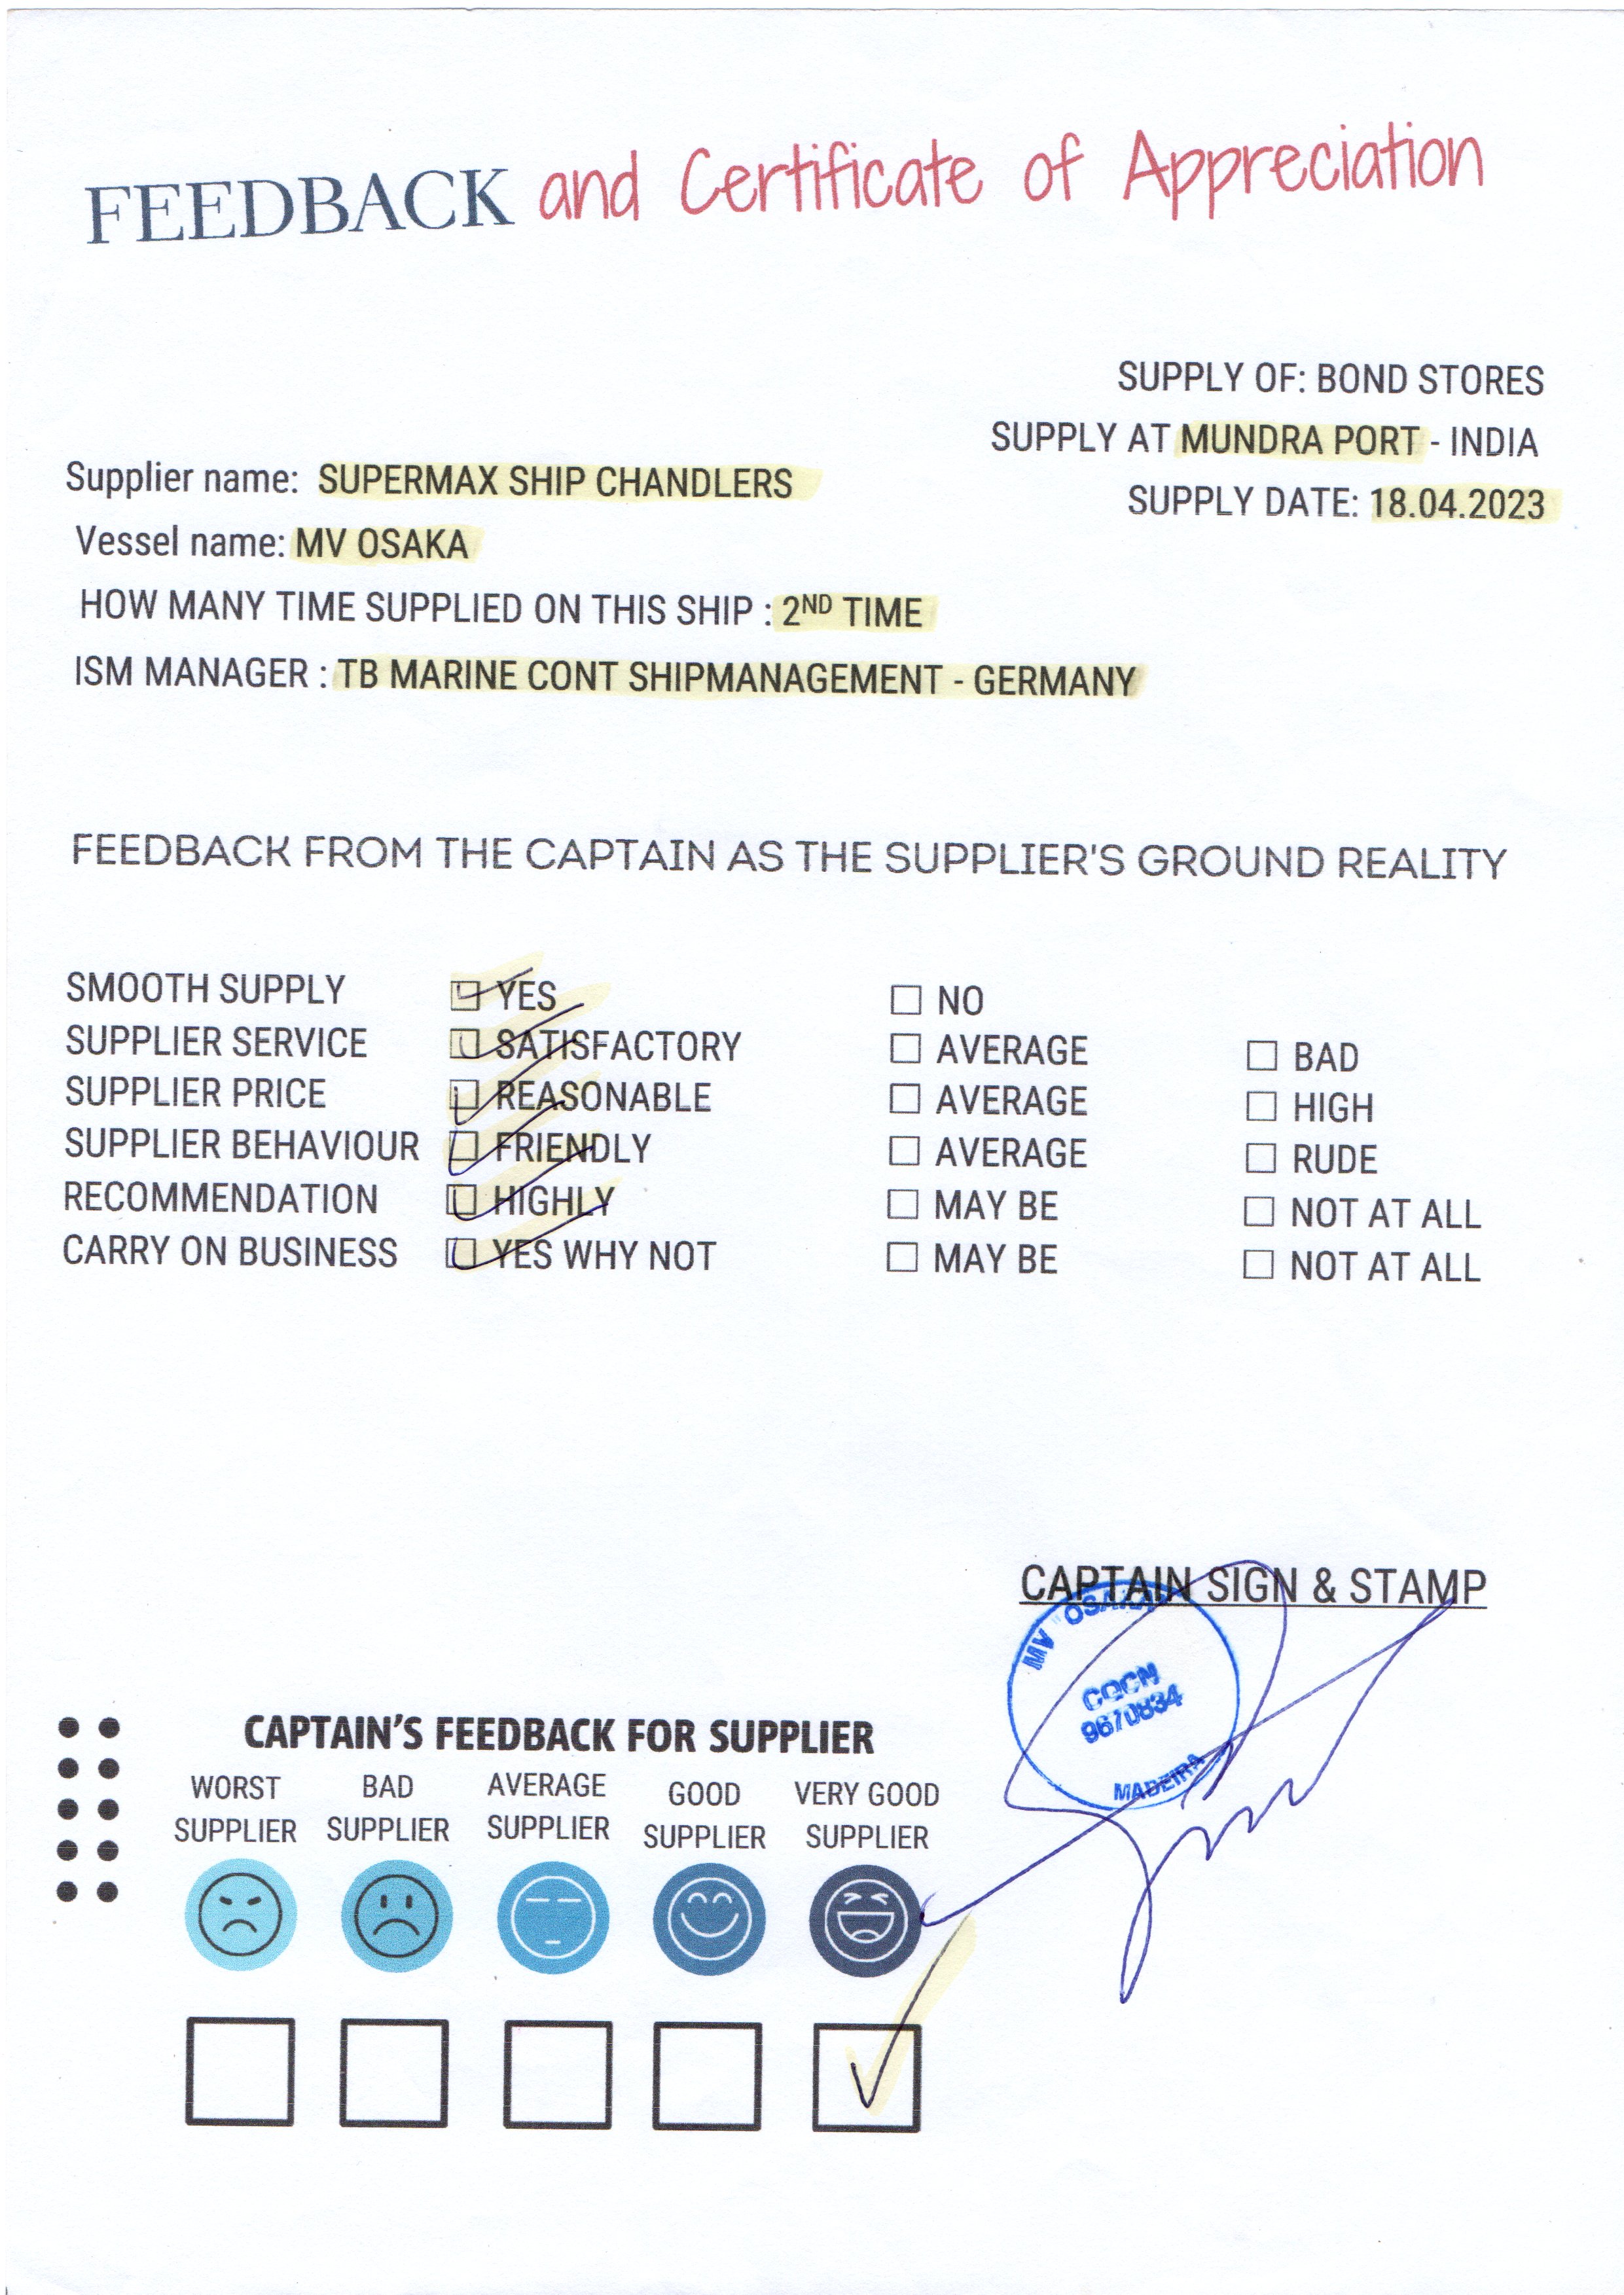 FEEDBACK and Certificate of Appreciation
SUPPLY OF: BOND STORES
SUPPLY AT MUNDRA PORT - INDIA
SUPPLY DATE: 18.04.2023
Supplier name: SUPERMAX SHIP CHANDLERS
Vessel name: MV OSAKA
HOW MANY TIME SUPPLIED ON THIS SHIP : 2ND TIME
ISM MANAGER : TB MARINE CONT SHIPMANAGEMENT - GERMANY
FEEDBACK FROM THE CAPTAIN AS THE SUPPLIER'S GROUND REALITY
SMOOTH SUPPLY YES NO
SUPPLIER SERVICE SATISFACTORY AVERAGE BAD
SUPPLIER PRICE REASONABLE AVERAGE HIGH
SUPPLIER BEHAVIOUR FRIENDLY AVERAGE RUDE
RECOMMENDATION HIGHLY MAY BE NOT AT ALL
CARRY ON BUSINESS YES WHY NOT MAY BE NOT AT ALL
CAPTAIN SIGN & STAMP
MV "OSAKA"
CQCN
9670834
MADEIRA
CAPTAIN'S FEEDBACK FOR SUPPLIER
WORST SUPPLIER
BAD SUPPLIER
AVERAGE SUPPLIER
GOOD SUPPLIER
VERY GOOD SUPPLIER